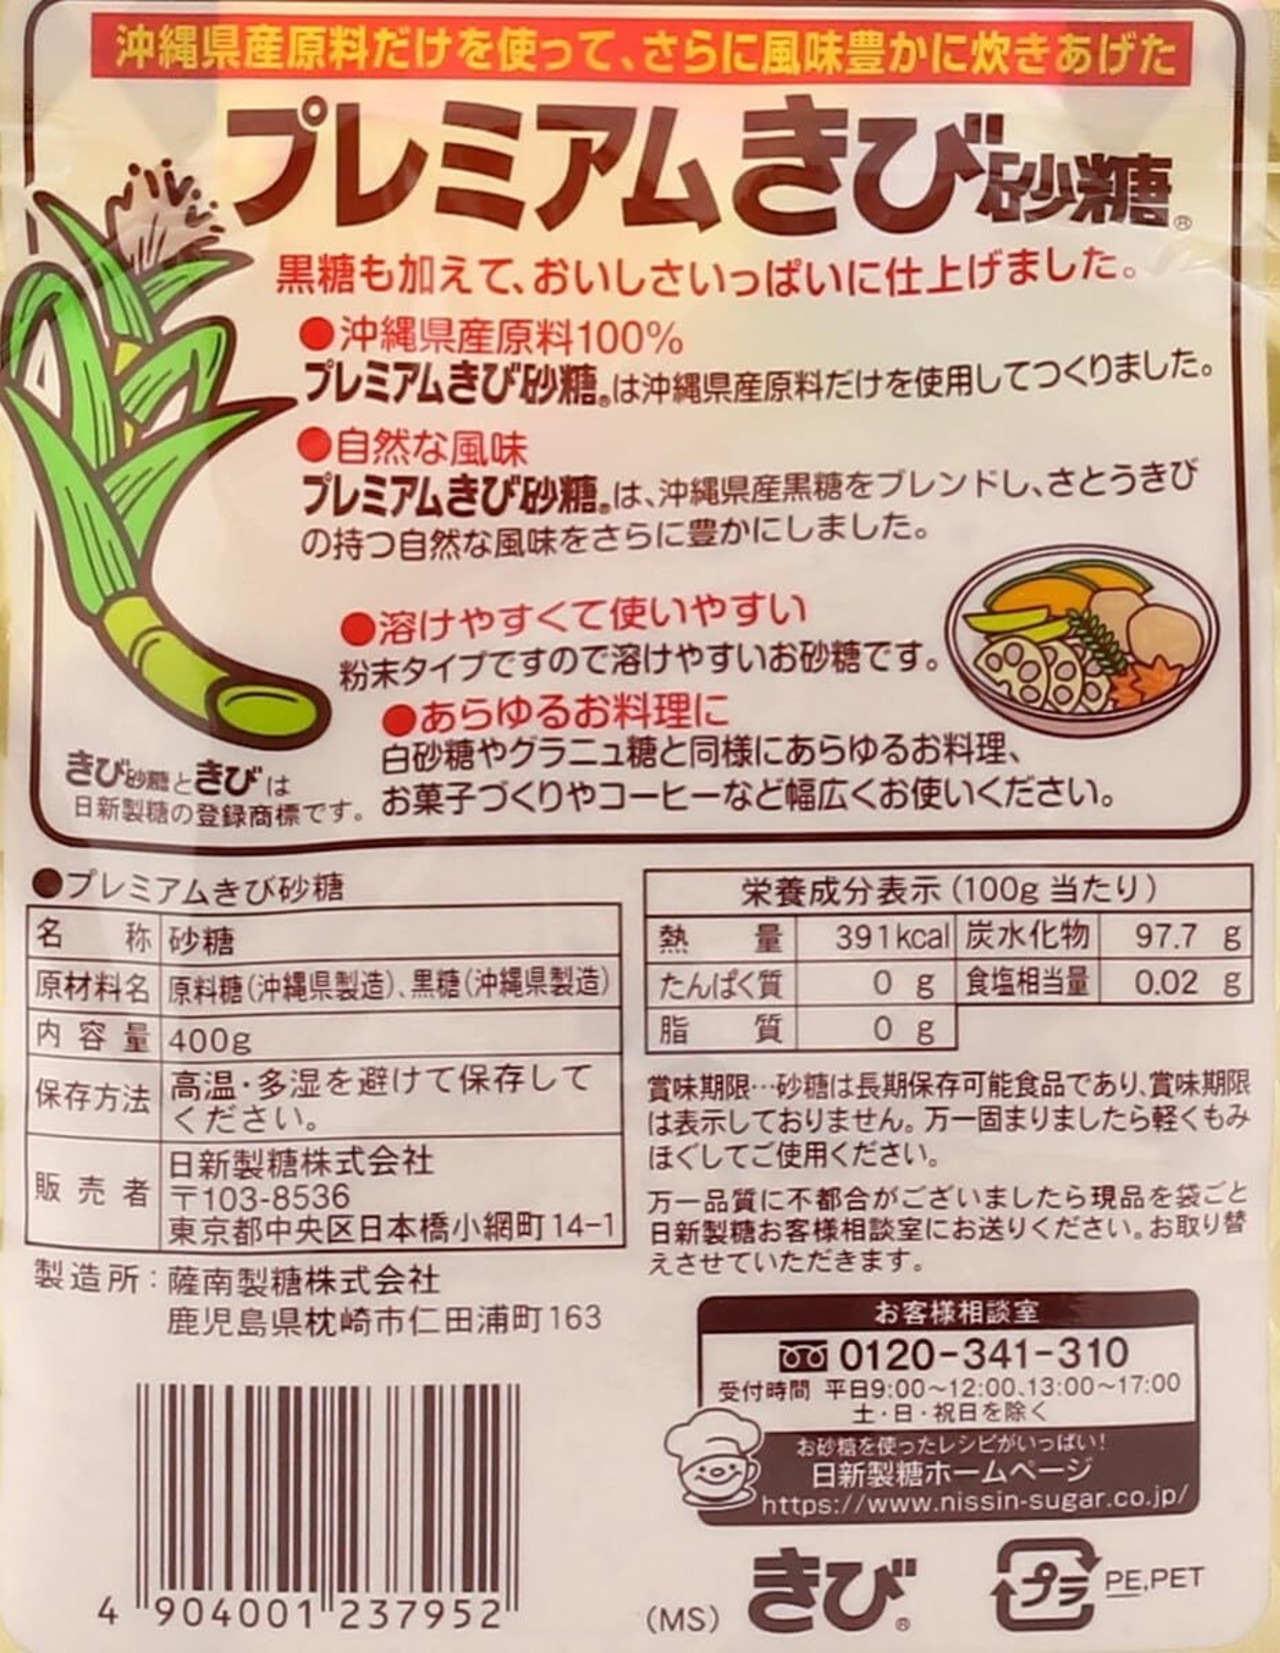 沖縄県産原料だけを使って、さらに風味豊かに炊きあげた
プレミアムきび砂糖®
黒糖も加えて、おいしさいっぱいに仕上げました。
●沖縄県産原料100%
プレミアムきび砂糖®は沖縄県産原料だけを使用してつくりました。
●自然な風味
プレミアムきび砂糖®は、沖縄県産黒糖をブレンドし、さとうきび
の持つ自然な風味をさらに豊かにしました。
●溶けやすくて使いやすい
粉末タイプですので溶けやすいお砂糖です。
●あらゆるお料理に
白砂糖やグラニュ糖と同様にあらゆるお料理、
お菓子づくりやコーヒーなど幅広くお使いください。
きび砂糖ときびは
日新製糖の登録商標です。
●プレミアムきび砂糖
名称 砂糖
原材料名 原料糖(沖縄県製造)、黒糖(沖縄県製造)
内容量 400g
保存方法 高温・多湿を避けて保存して
ください。
販売者 日新製糖株式会社
〒103-8536
東京都中央区日本橋小網町14-1
製造所:薩南製糖株式会社
鹿児島県枕崎市仁田浦町163
栄養成分表示(100g当たり)
熱量 391kcal 炭水化物 97.7 g
たんぱく質 0 g 食塩相当量 0.02 g
脂質 0 g
賞味期限…砂糖は長期保存可能食品であり、賞味期限
は表示しておりません。万一固まりましたら軽くもみ
ほぐしてご使用ください。
万一品質に不都合がございましたら現品を袋ごと
日新製糖お客様相談室にお送りください。お取り替
えさせていただきます。
お客様相談室
0120-341-310
受付時間 平日9:00~12:00、13:00~17:00
土・日・祝日を除く
お砂糖を使ったレシピがいっぱい!
日新製糖ホームページ
https://www.nissin-sugar.co.jp/
4 904001 237952
(MS) きび® プラ PE,PET